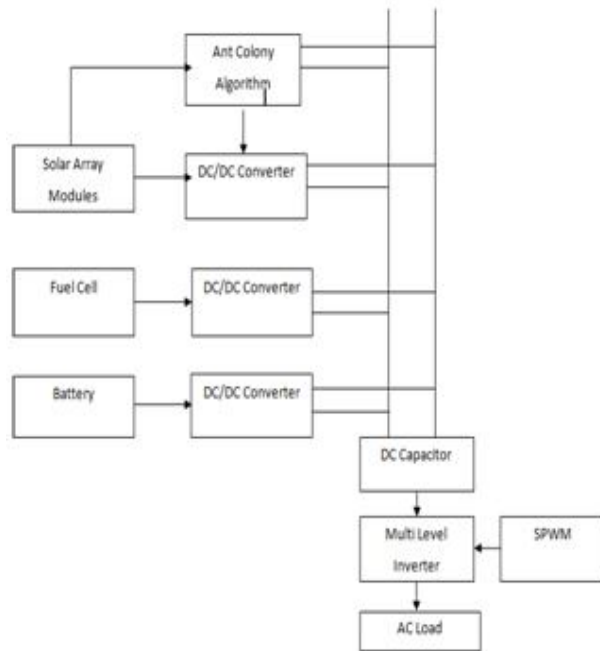 Ant Colony
Algorithm
Solar Array
Modules
DC/DC Converter
Fuel Cell
DC/DC Converter
Battery
DC/DC Converter
DC Capacitor
Multi Level
Inverter
SPWM
AC Load